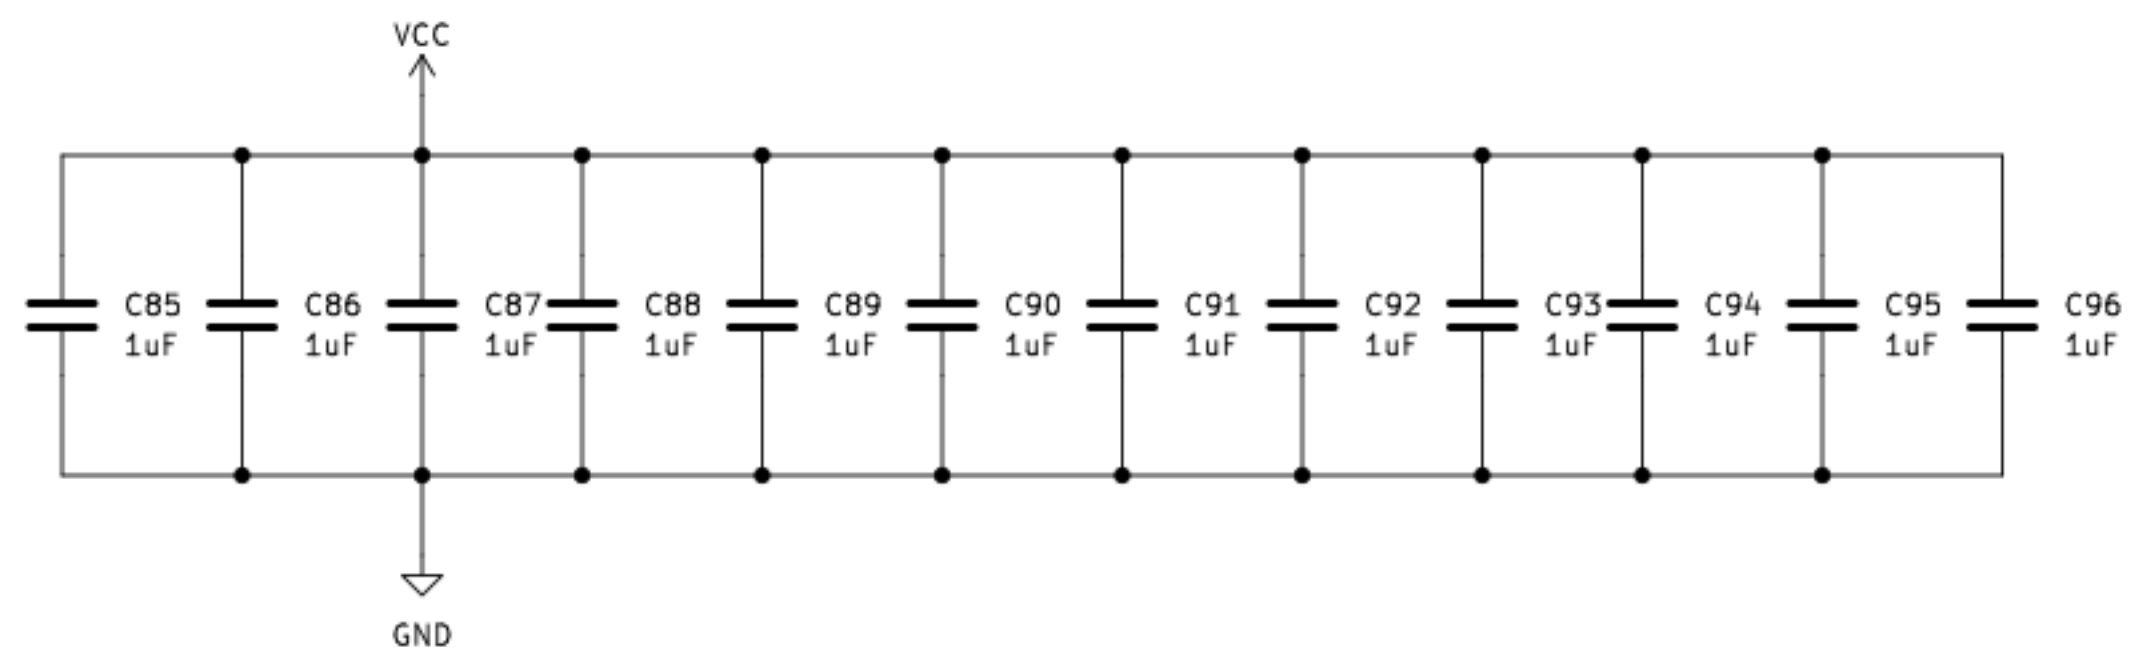 VCC
C85 C86 C87 C88 C89 C90 C91 C92 C93 C94 C95 C96
1uF 1uF 1uF 1uF 1uF 1uF 1uF 1uF 1uF 1uF 1uF 1uF
GND